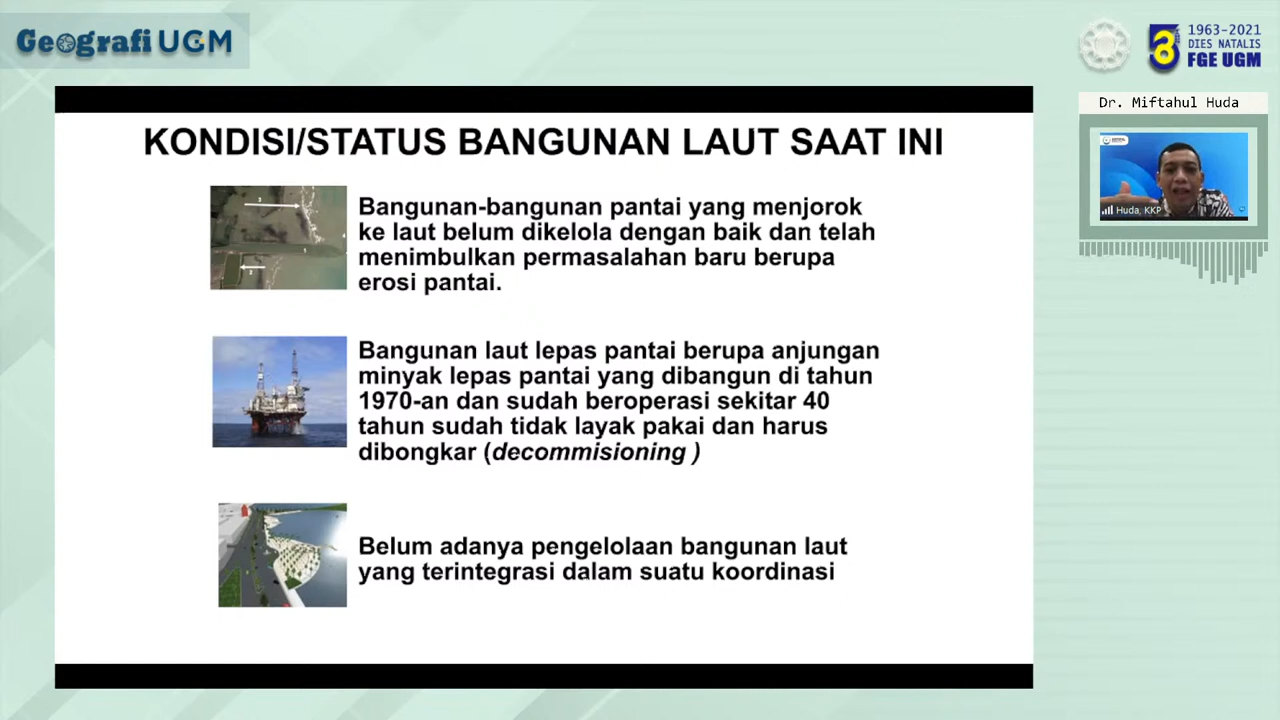 Geografi UGM
1963-2021
DIES NATALIS
FGE UGM
Dr. Miftahul Huda
Huda, KKP
KONDISI/STATUS BANGUNAN LAUT SAAT INI
Bangunan-bangunan pantai yang menjorok
ke laut belum dikelola dengan baik dan telah
menimbulkan permasalahan baru berupa
erosi pantai.
Bangunan laut lepas pantai berupa anjungan
minyak lepas pantai yang dibangun di tahun
1970-an dan sudah beroperasi sekitar 40
tahun sudah tidak layak pakai dan harus
dibongkar (decommisioning )
Belum adanya pengelolaan bangunan laut
yang terintegrasi dalam suatu koordinasi